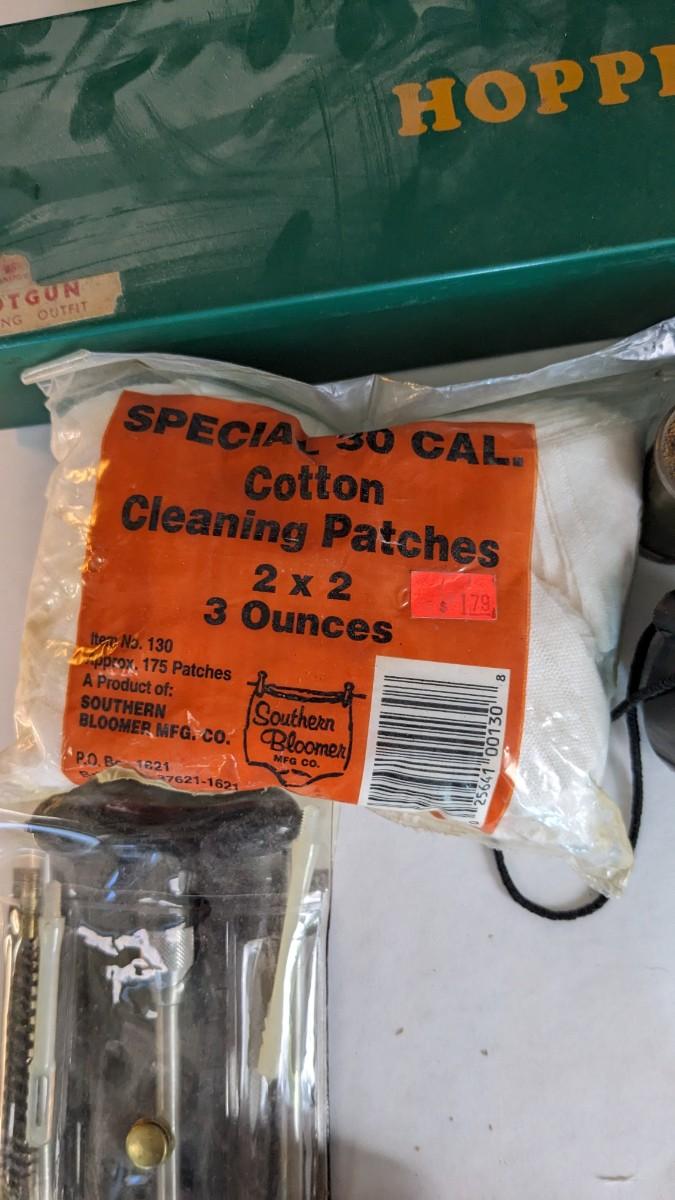 HOPP
OTGUN
NG OUTFIT
SPECIAL 30 CAL.
Cotton
Cleaning Patches
2 x 2
3 Ounces
$ 1.79
Item No. 130
Approx. 175 Patches
A Product of:
SOUTHERN
BLOOMER MFG. CO.
P.O. Box 1621
37621-1621
Southern
Bloomer
MFG CO.
0 25641 00130 8